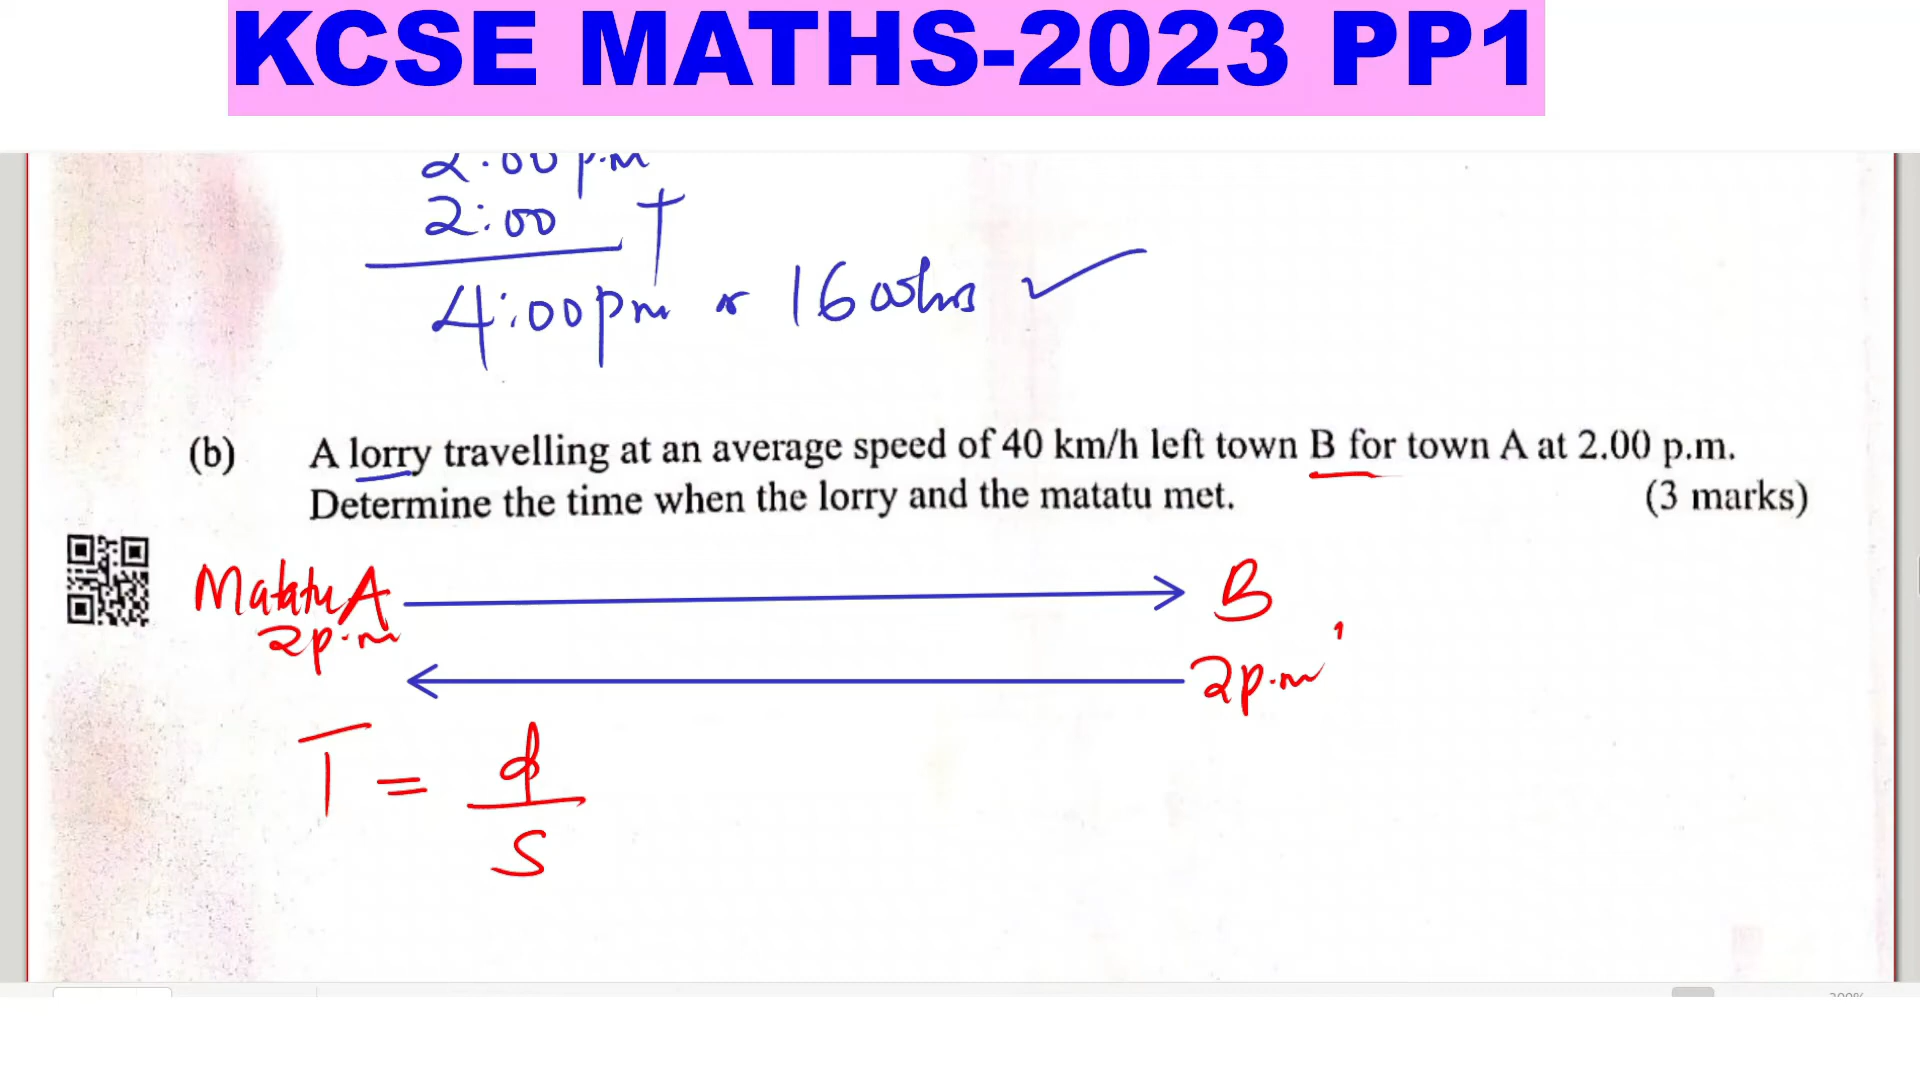 KCSE MATHS-2023 PP1
2.00 p.m
2:00 T
4:00pm or 1600hrs ✓
(b) A lorry travelling at an average speed of 40 km/h left town B for town A at 2.00 p.m.
Determine the time when the lorry and the matatu met. (3 marks)
Matatu A B
2p.m
2p.m
T = d
S